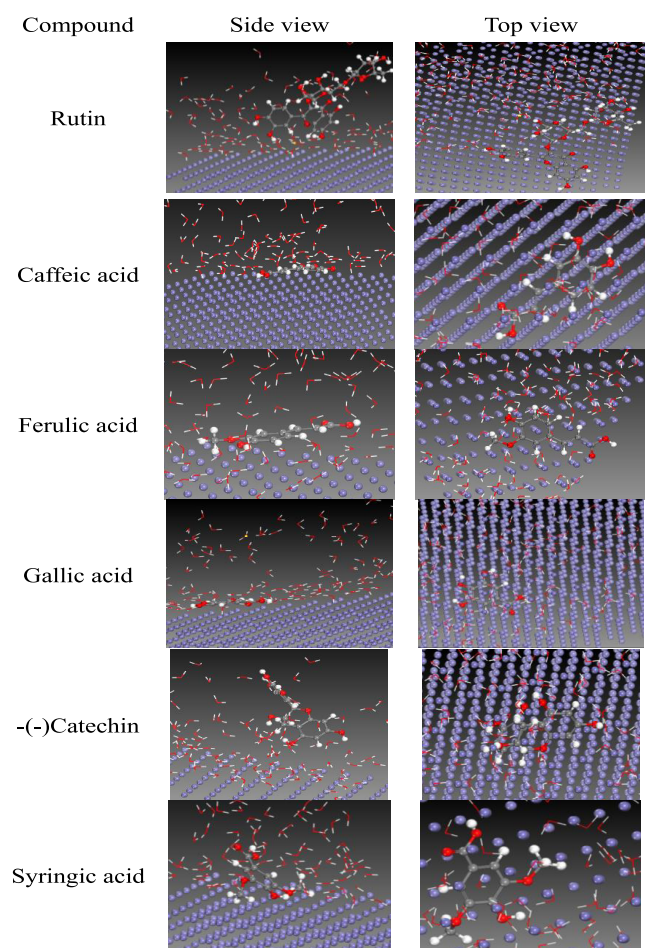 Compound Side view Top view
Rutin
Caffeic acid
Ferulic acid
Gallic acid
-(-)Catechin
Syringic acid